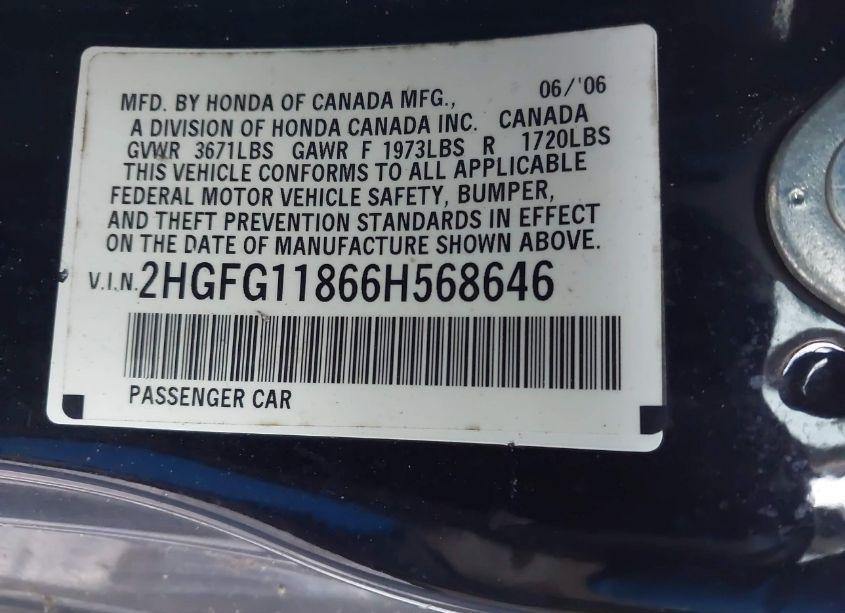 06/'06
MFD. BY HONDA OF CANADA MFG.,
A DIVISION OF HONDA CANADA INC. CANADA
GVWR 3671LBS GAWR F 1973LBS R 1720LBS
THIS VEHICLE CONFORMS TO ALL APPLICABLE
FEDERAL MOTOR VEHICLE SAFETY, BUMPER,
AND THEFT PREVENTION STANDARDS IN EFFECT
ON THE DATE OF MANUFACTURE SHOWN ABOVE.
V.I.N. 2HGFG11866H568646
PASSENGER CAR